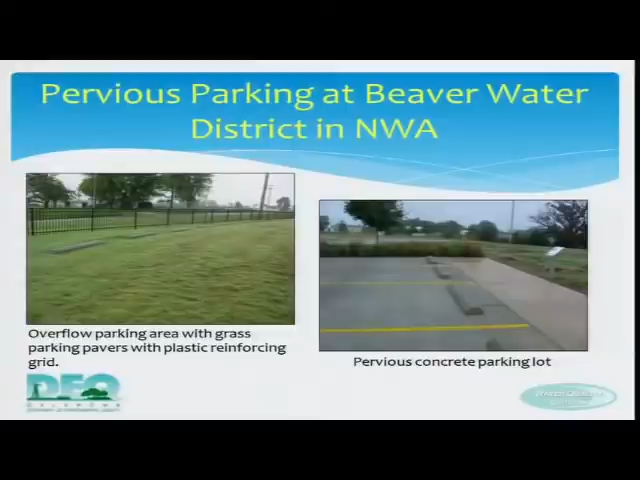 Pervious Parking at Beaver Water
District in NWA
Overflow parking area with grass
parking pavers with plastic reinforcing
grid.
Pervious concrete parking lot
DEQ
OKLAHOMA